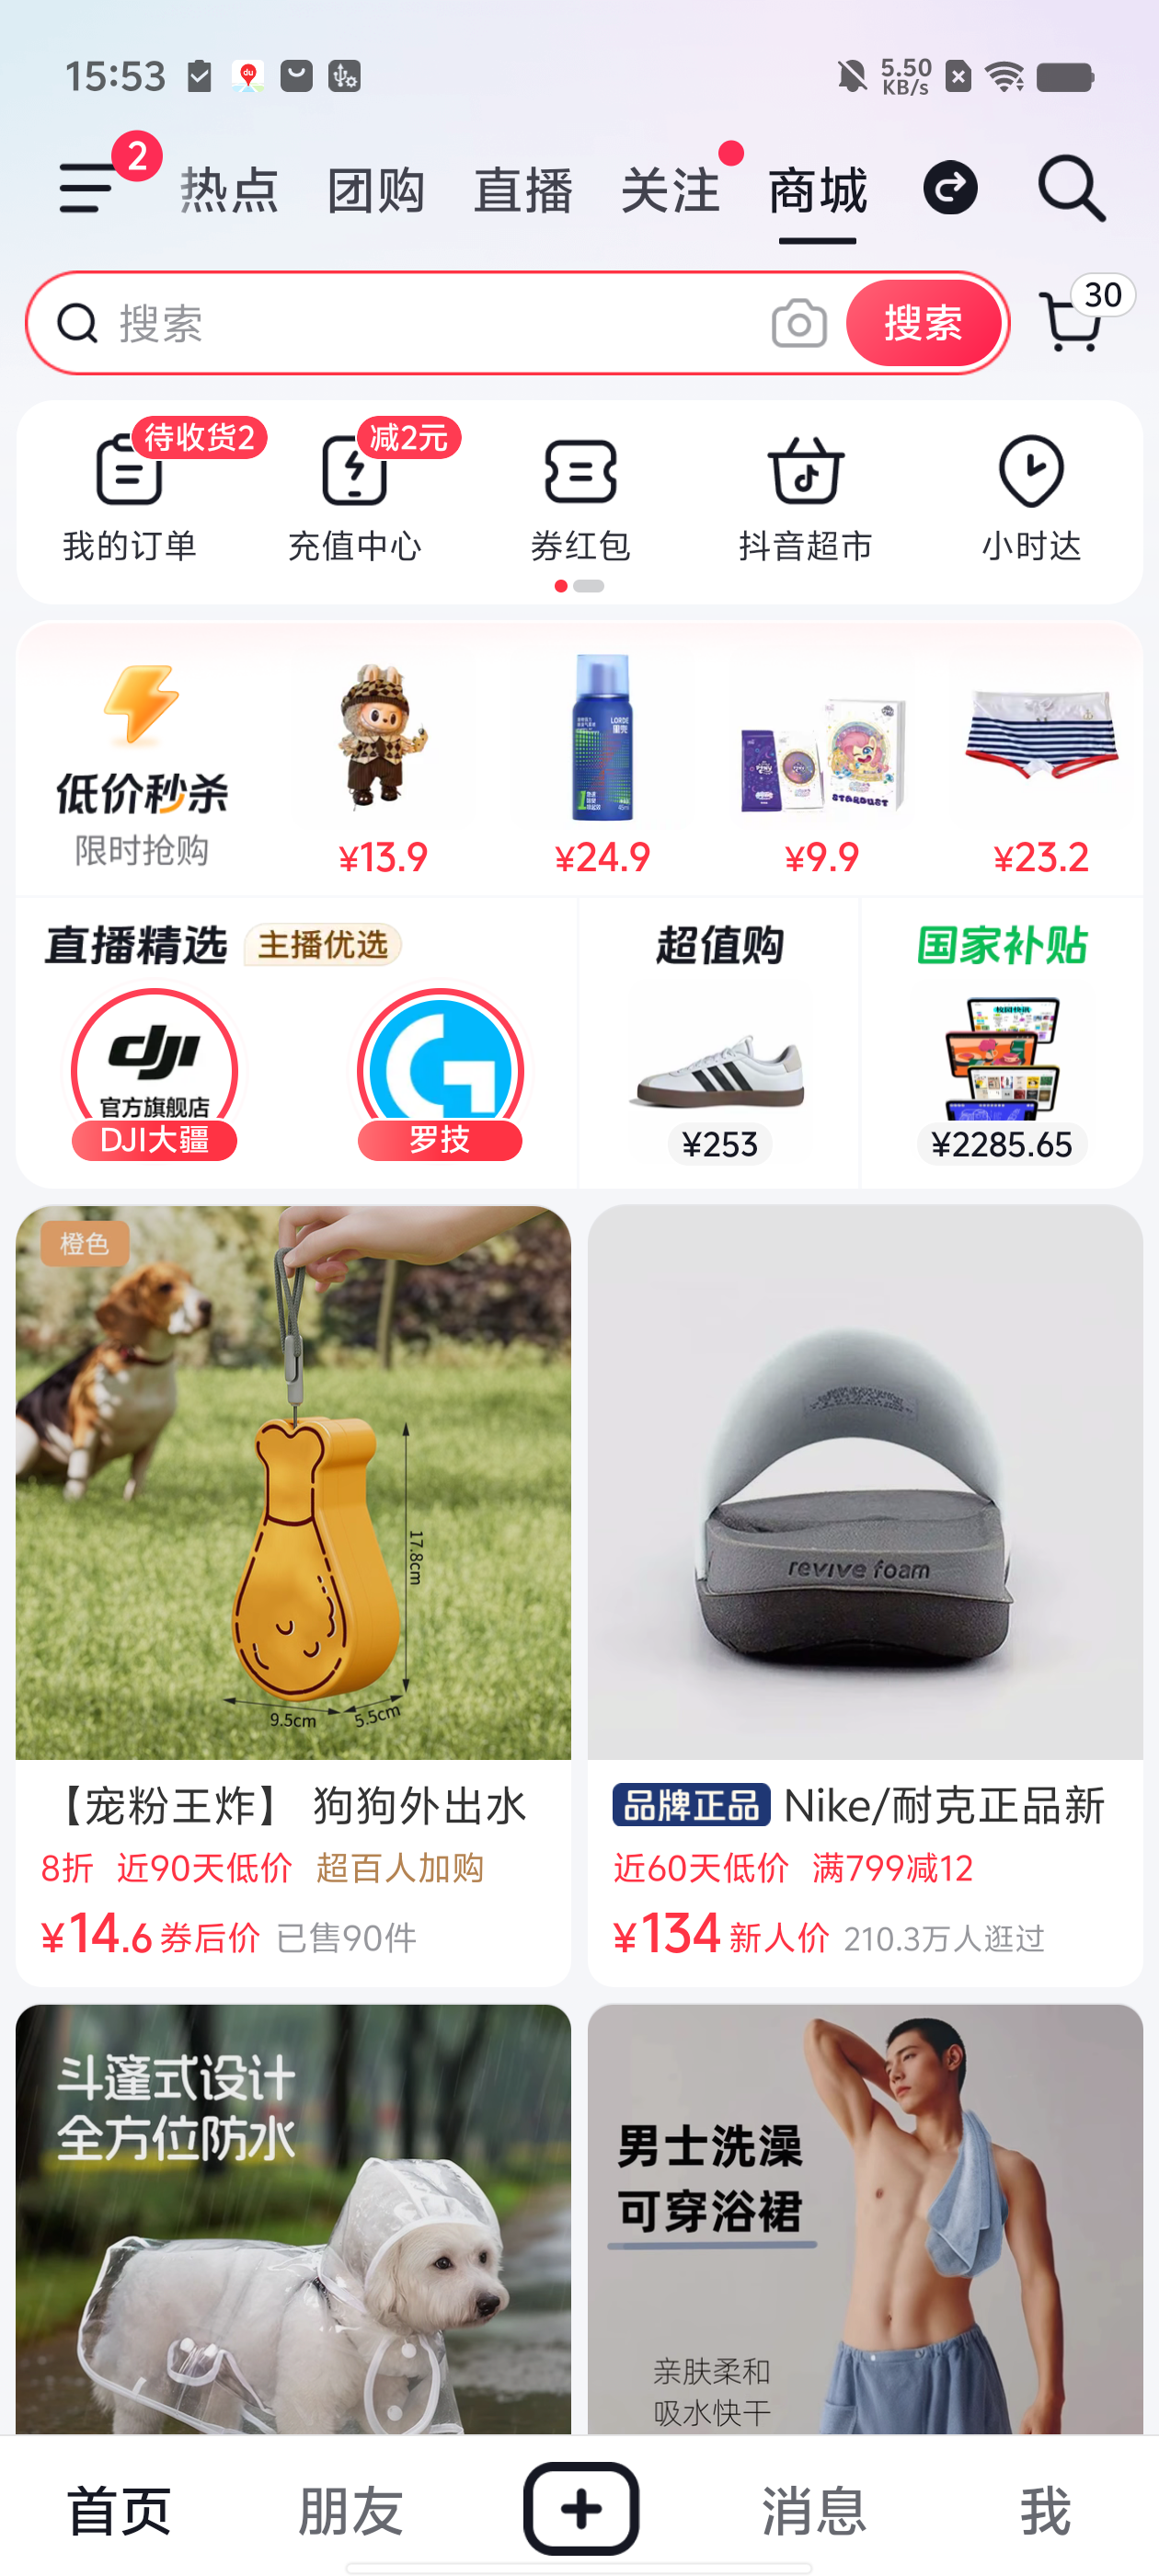 15:53
5.50
KB/s
2
热点 团购 直播 关注 商城
搜索 搜索 30
待收货2 减2元
我的订单 充值中心 券红包 抖音超市 小时达
低价秒杀
限时抢购
¥13.9 ¥24.9 ¥9.9 ¥23.2
LORDE
里兜
STARDUST
直播精选 主播优选 超值购 国家补贴
dji
官方旗舰店
DJI大疆 罗技
¥253 ¥2285.65
橙色
17.8cm
9.5cm 5.5cm
revive foam
【宠粉王炸】 狗狗外出水
8折 近90天低价 超百人加购
¥14.6 券后价 已售90件
品牌正品 Nike/耐克正品新
近60天低价 满799减12
¥134 新人价 210.3万人逛过
斗篷式设计
全方位防水
男士洗澡
可穿浴裙
亲肤柔和
吸水快干
首页 朋友 消息 我